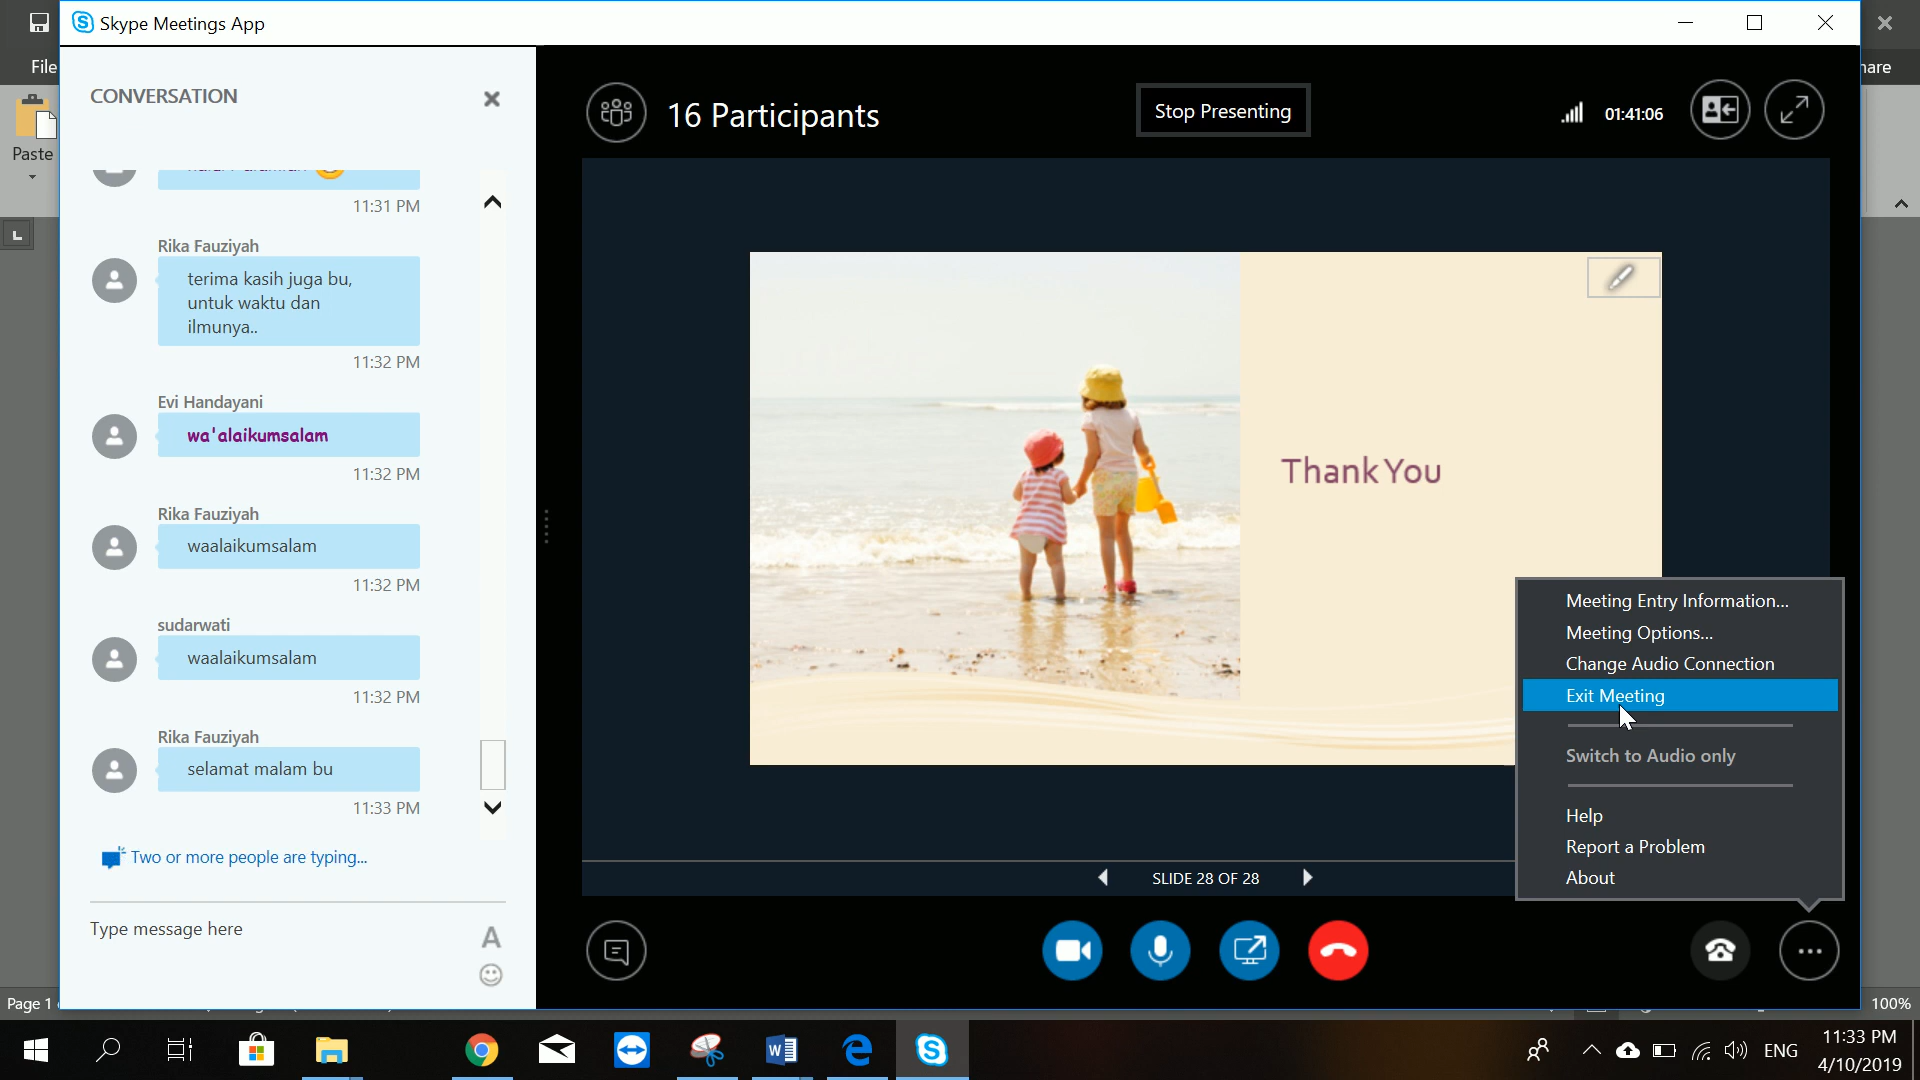 Skype Meetings App
File
Paste
CONVERSATION
11:31 PM
Rika Fauziyah
terima kasih juga bu,
untuk waktu dan
ilmunya..
11:32 PM
Evi Handayani
wa'alaikumsalam
11:32 PM
Rika Fauziyah
waalaikumsalam
11:32 PM
sudarwati
waalaikumsalam
11:32 PM
Rika Fauziyah
selamat malam bu
11:33 PM
Two or more people are typing...
Type message here
A
16 Participants
Stop Presenting
01:41:06
Thank You
Meeting Entry Information...
Meeting Options...
Change Audio Connection
Exit Meeting
Switch to Audio only
Help
Report a Problem
About
SLIDE 28 OF 28
Page 1
100%
ENG
11:33 PM
4/10/2019